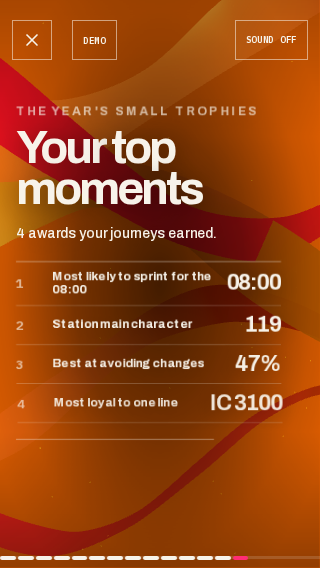 DEMO
SOUND OFF
THE YEAR'S SMALL TROPHIES
Your top
moments
4 awards your journeys earned.
1 Most likely to sprint for the 08:00
08:00
2 Station main character 119
3 Best at avoiding changes 47%
4 Most loyal to one line IC 3100